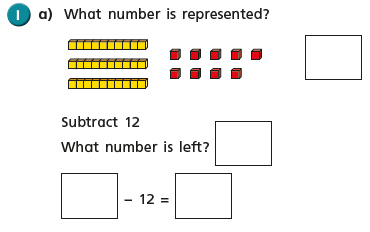 1 a) What number is represented?
Subtract 12
What number is left?
– 12 =